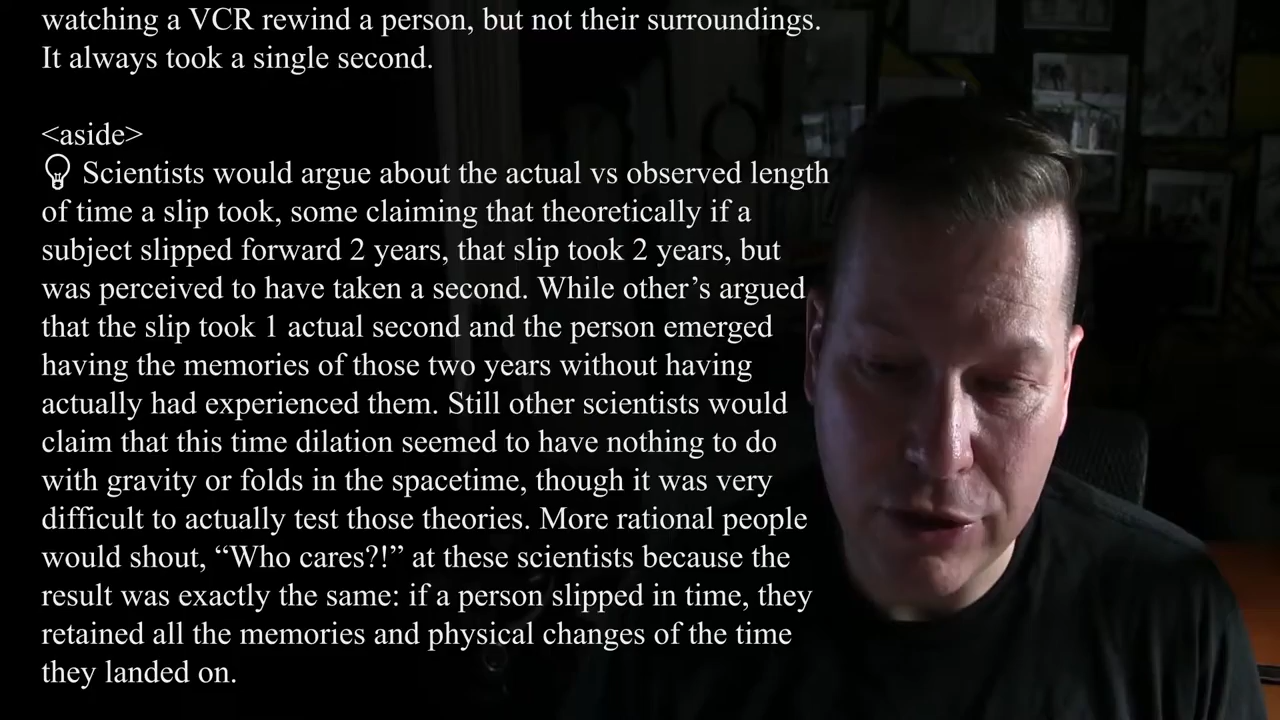 watching a VCR rewind a person, but not their surroundings.
It always took a single second.
<aside>
💡 Scientists would argue about the actual vs observed length
of time a slip took, some claiming that theoretically if a
subject slipped forward 2 years, that slip took 2 years, but
was perceived to have taken a second. While other’s argued
that the slip took 1 actual second and the person emerged
having the memories of those two years without having
actually had experienced them. Still other scientists would
claim that this time dilation seemed to have nothing to do
with gravity or folds in the spacetime, though it was very
difficult to actually test those theories. More rational people
would shout, “Who cares?!” at these scientists because the
result was exactly the same: if a person slipped in time, they
retained all the memories and physical changes of the time
they landed on.